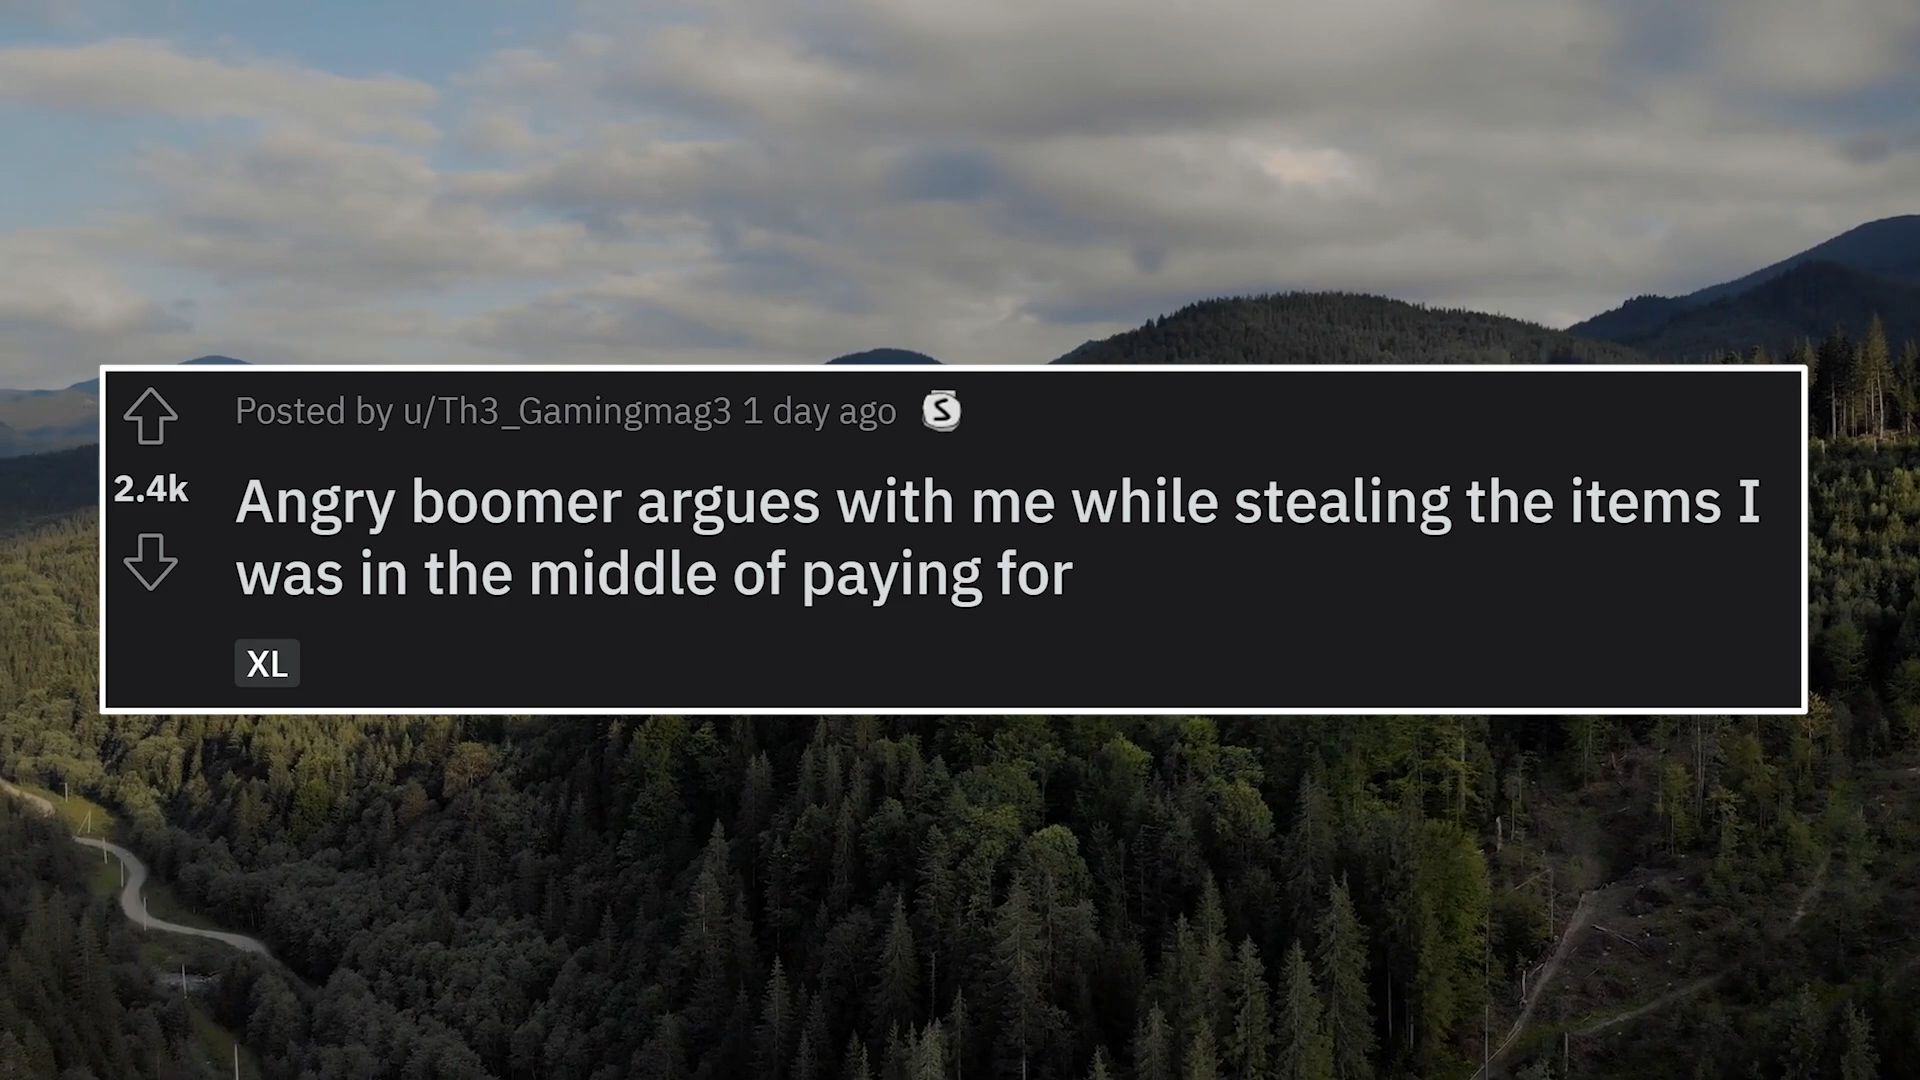 Posted by u/Th3_Gamingmag3 1 day ago S
2.4k
Angry boomer argues with me while stealing the items I
was in the middle of paying for
XL